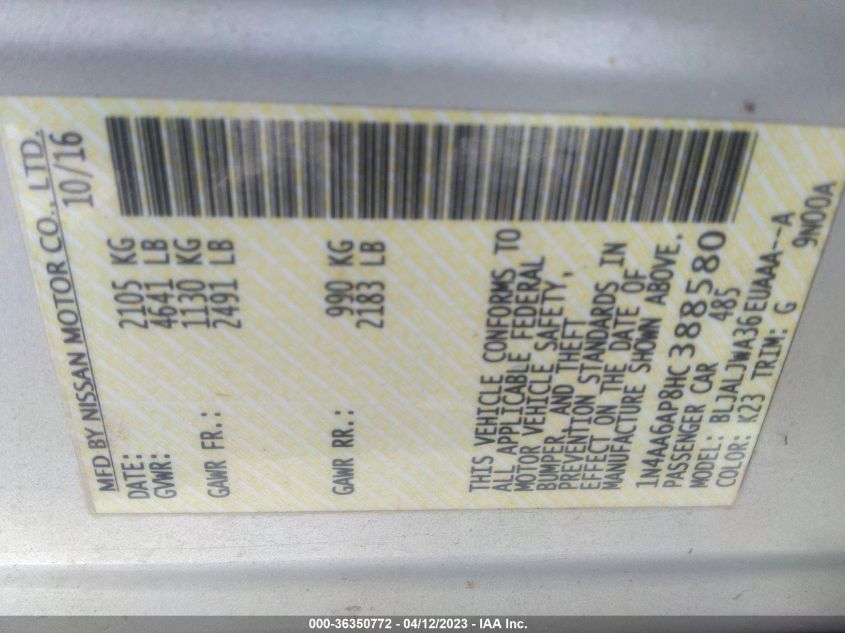 MFD BY NISSAN MOTOR CO., LTD.
DATE: 10/16
GVWR: 2105 KG
4641 LB
GAWR FR.: 1130 KG
2491 LB
GAWR RR.: 990 KG
2183 LB
THIS VEHICLE CONFORMS TO
ALL APPLICABLE FEDERAL
MOTOR VEHICLE SAFETY,
BUMPER, AND THEFT
PREVENTION STANDARDS IN
EFFECT ON THE DATE OF
MANUFACTURE SHOWN ABOVE.
1N4AA6AP8HC388580
PASSENGER CAR 485
MODEL: BLJALJWA36EUAAA--A
COLOR: K23 TRIM: G 9N00A
000-36350772 - 04/12/2023 - IAA Inc.